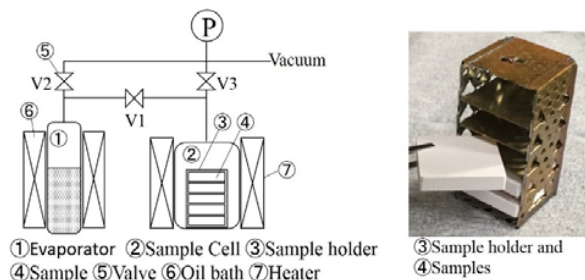 P
Vacuum
⑤
V2
V3
V1
⑥
①
③
④
②
⑦
①Evaporator ②Sample Cell ③Sample holder
④Sample ⑤Valve ⑥Oil bath ⑦Heater
③Sample holder and
④Samples